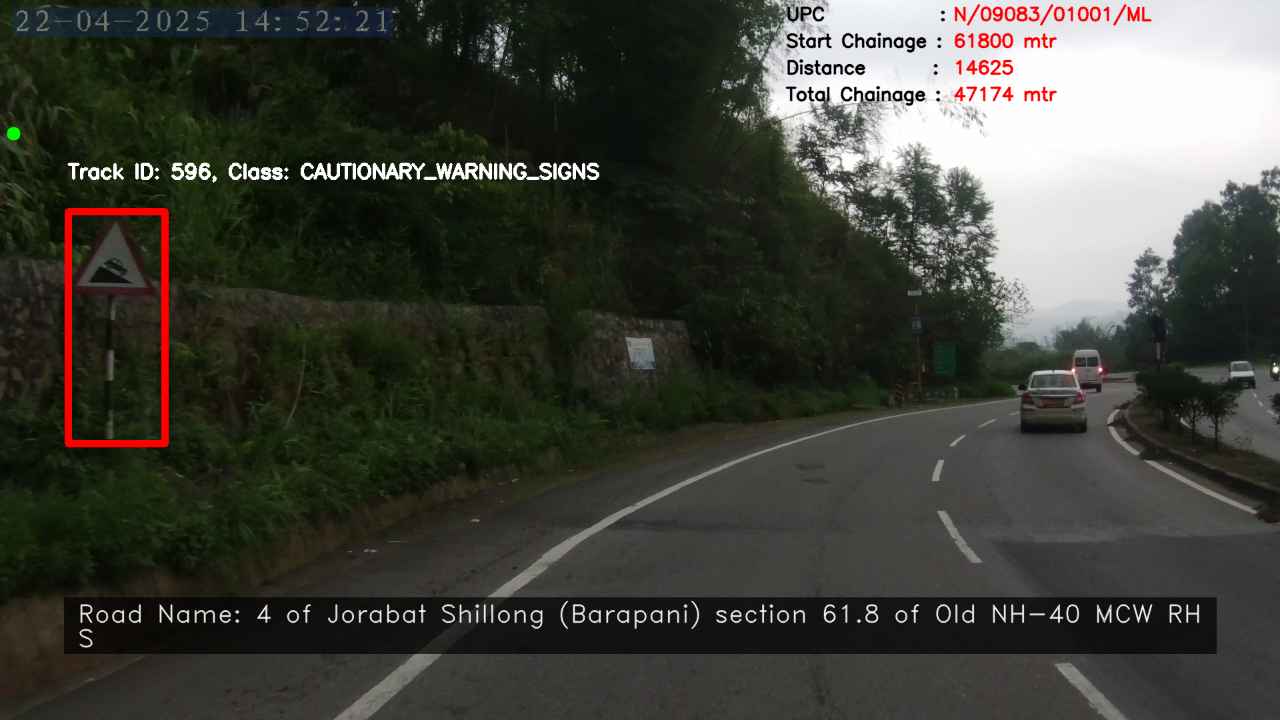 22-04-2025 14:52:21
UPC : N/09083/01001/ML
Start Chainage : 61800 mtr
Distance : 14625
Total Chainage : 47174 mtr
Track ID: 596, Class: CAUTIONARY_WARNING_SIGNS
Road Name: 4 of Jorabat Shillong (Barapani) section 61.8 of Old NH-40 MCW RH
S